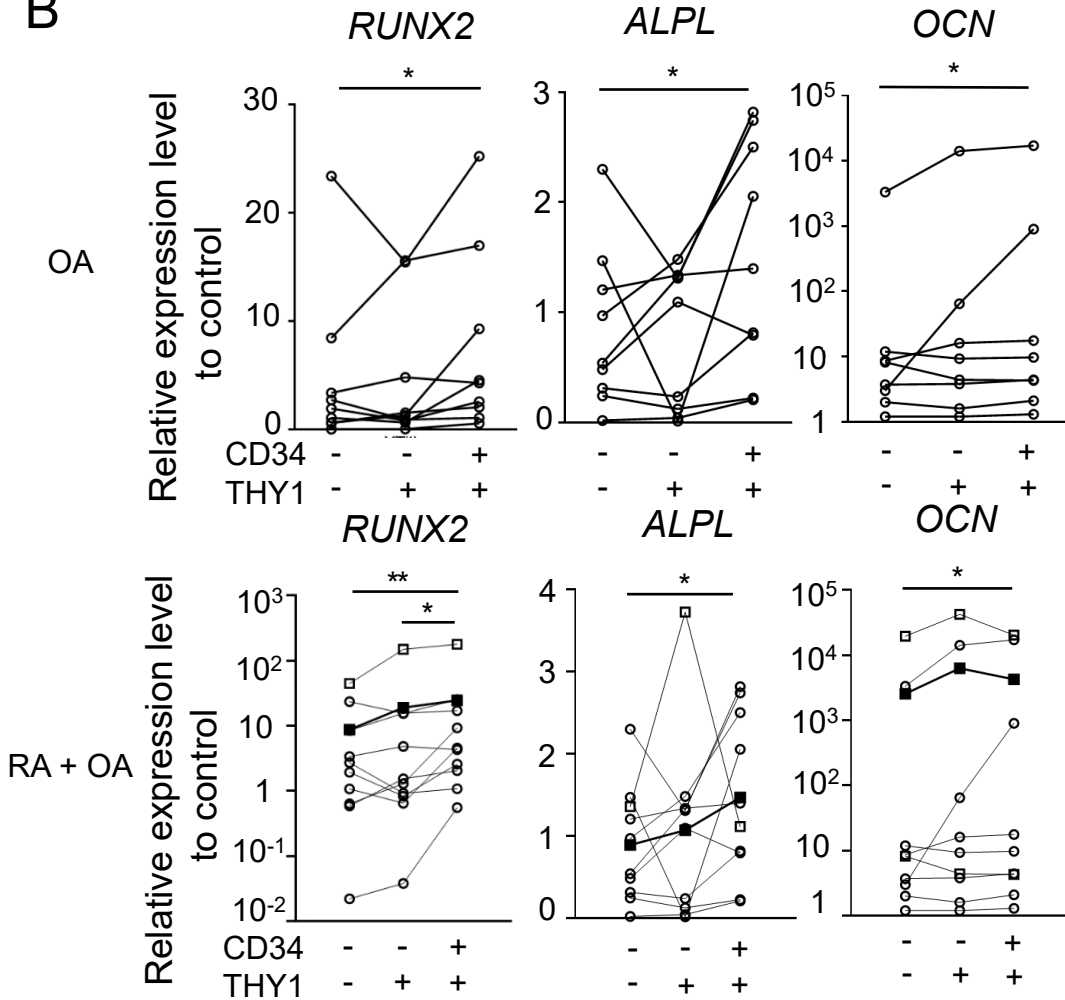 B
RUNX2 ALPL OCN
* * *
OA
Relative expression level
to control
30
20
10
0
3
2
1
0
10⁵
10⁴
10³
10²
10
1
CD34 - - + - - + - - +
THY1 - + + - + + - + +
RUNX2 ALPL OCN
** * * *
RA + OA
Relative expression level
to control
10³
10²
10
1
10⁻¹
10⁻²
4
3
2
1
0
10⁵
10⁴
10³
10²
10
1
CD34 - - + - - + - - +
THY1 - + + - + + - + +